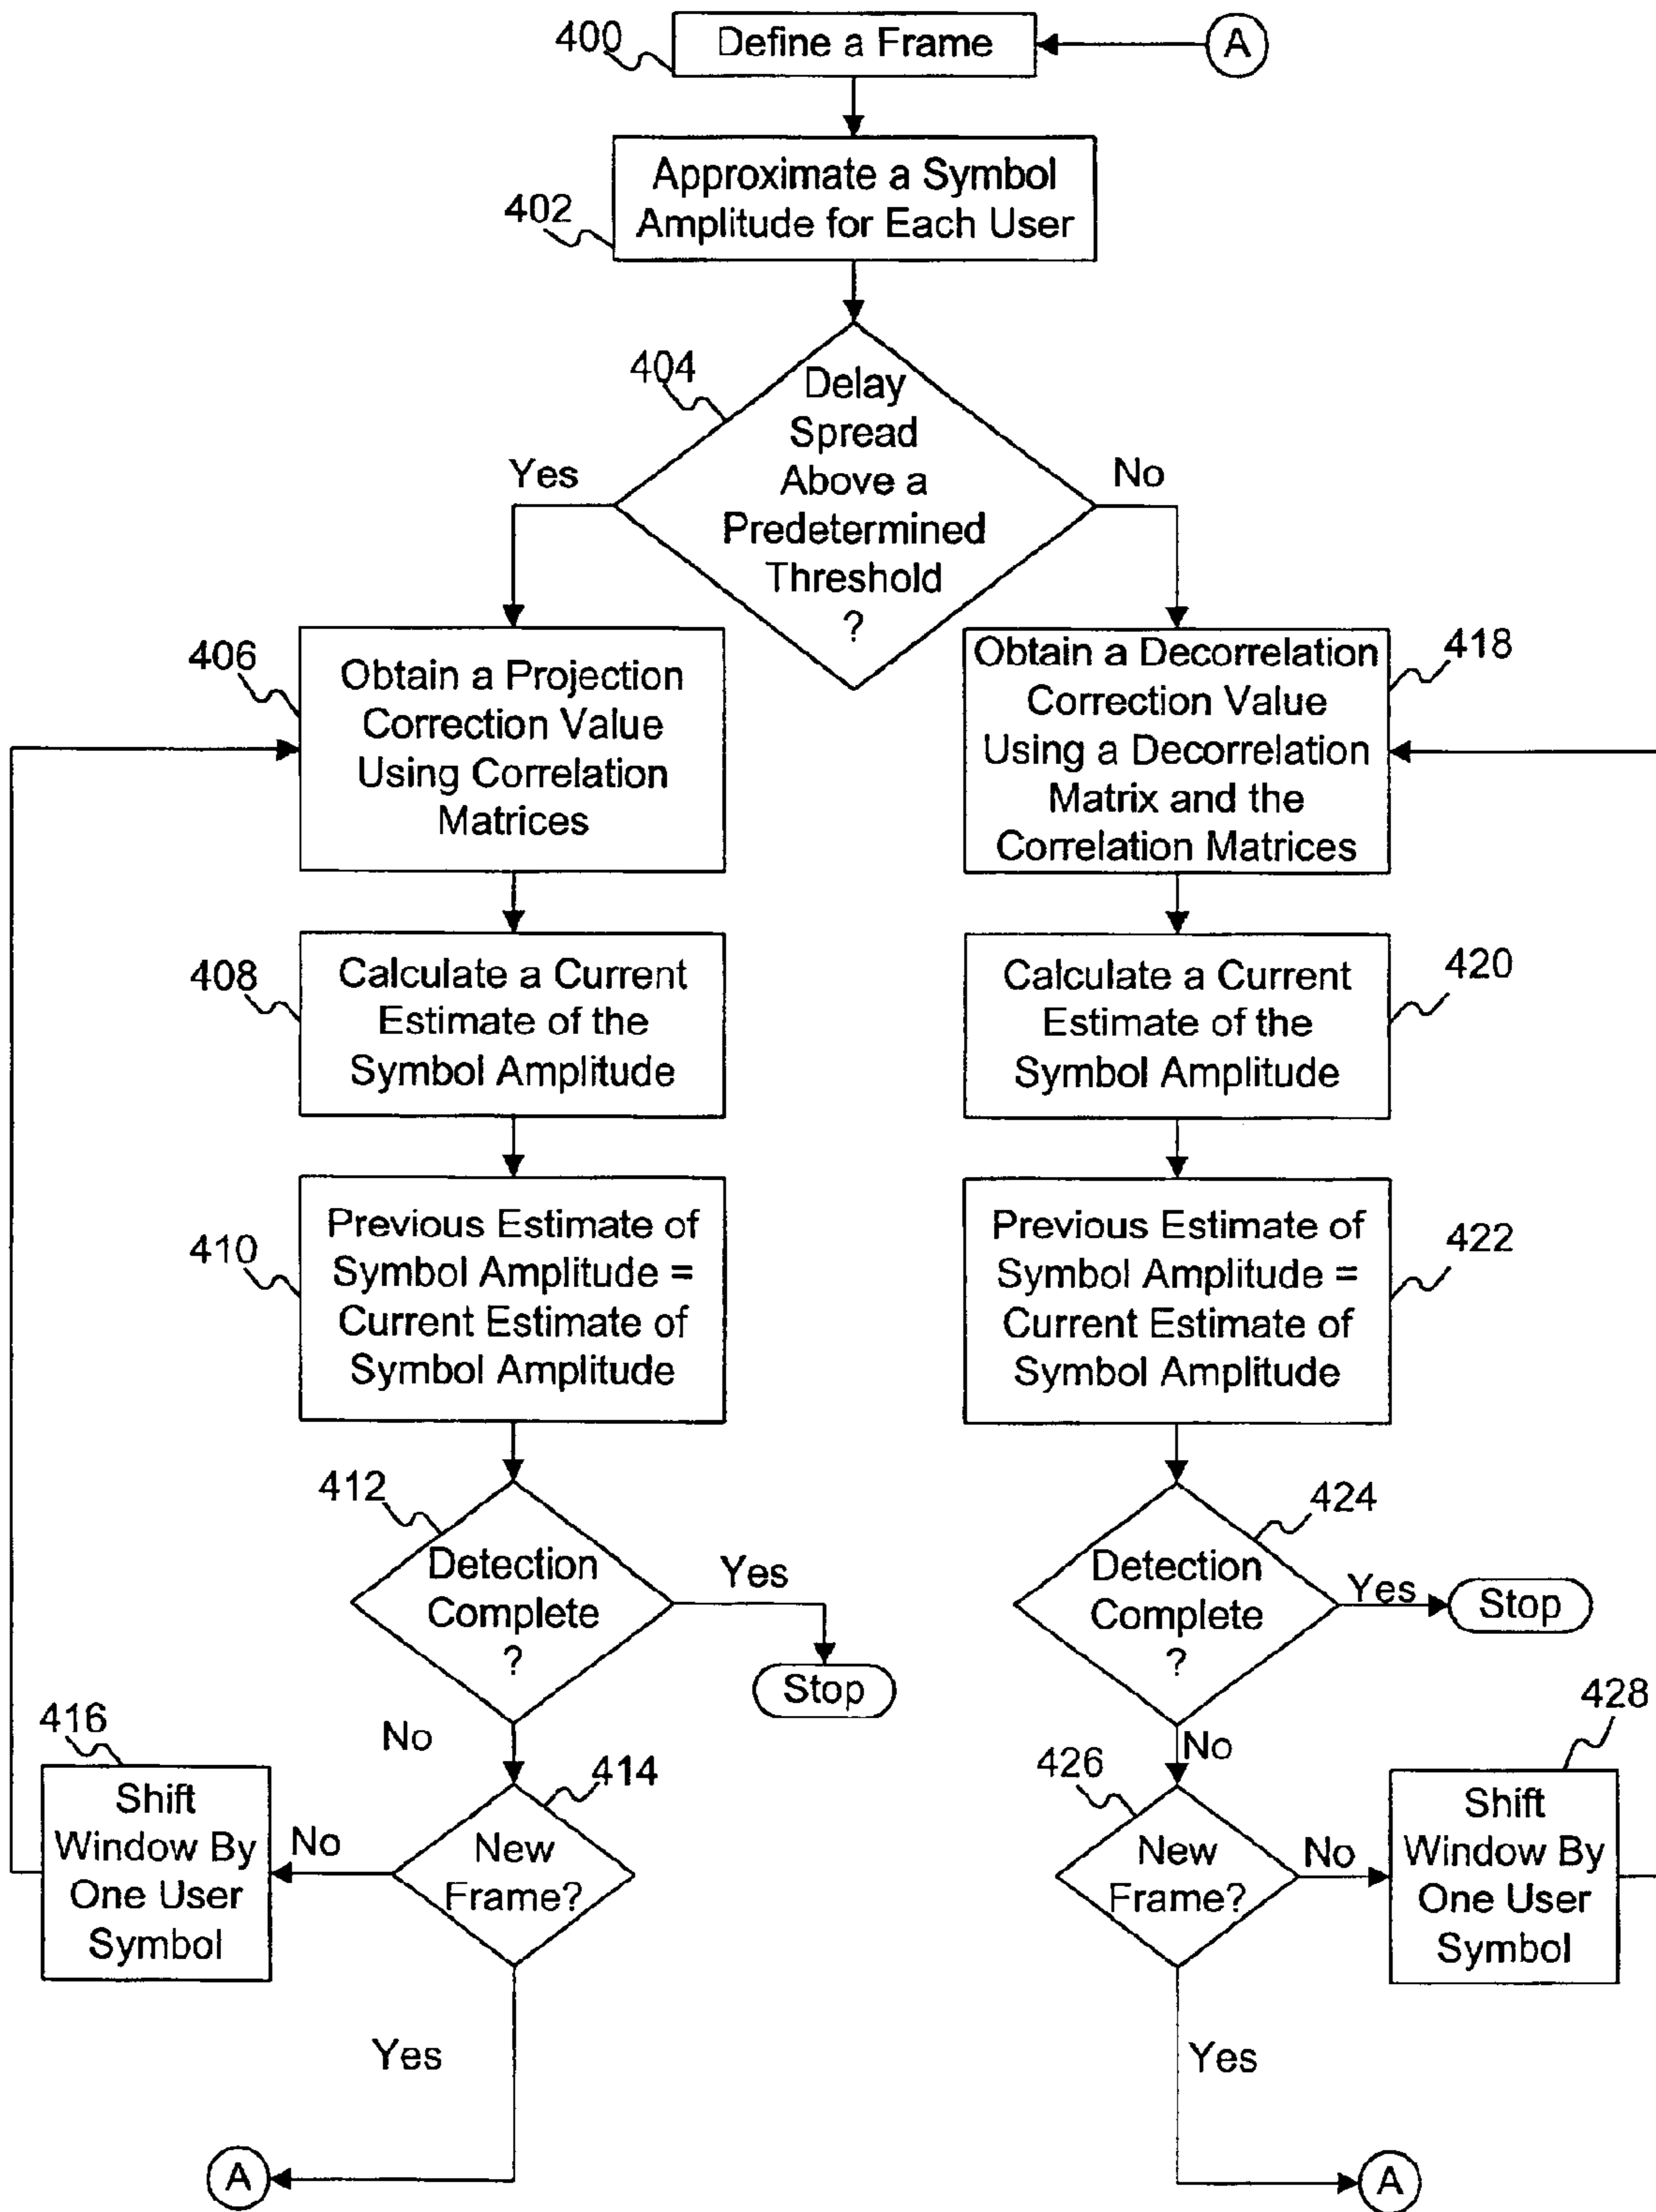 400
Define a Frame
A
402
Approximate a Symbol
Amplitude for Each User
404
Delay
Spread
Above a
Predetermined
Threshold
?
Yes
No
406
Obtain a Projection
Correction Value
Using Correlation
Matrices
418
Obtain a Decorrelation
Correction Value
Using a Decorrelation
Matrix and the
Correlation Matrices
408
Calculate a Current
Estimate of the
Symbol Amplitude
420
Calculate a Current
Estimate of the
Symbol Amplitude
410
Previous Estimate of
Symbol Amplitude =
Current Estimate of
Symbol Amplitude
422
Previous Estimate of
Symbol Amplitude =
Current Estimate of
Symbol Amplitude
412
Detection
Complete
?
Yes
Stop
No
424
Detection
Complete
?
Yes
Stop
No
414
New
Frame?
No
416
Shift
Window By
One User
Symbol
Yes
A
426
New
Frame?
No
428
Shift
Window By
One User
Symbol
Yes
A